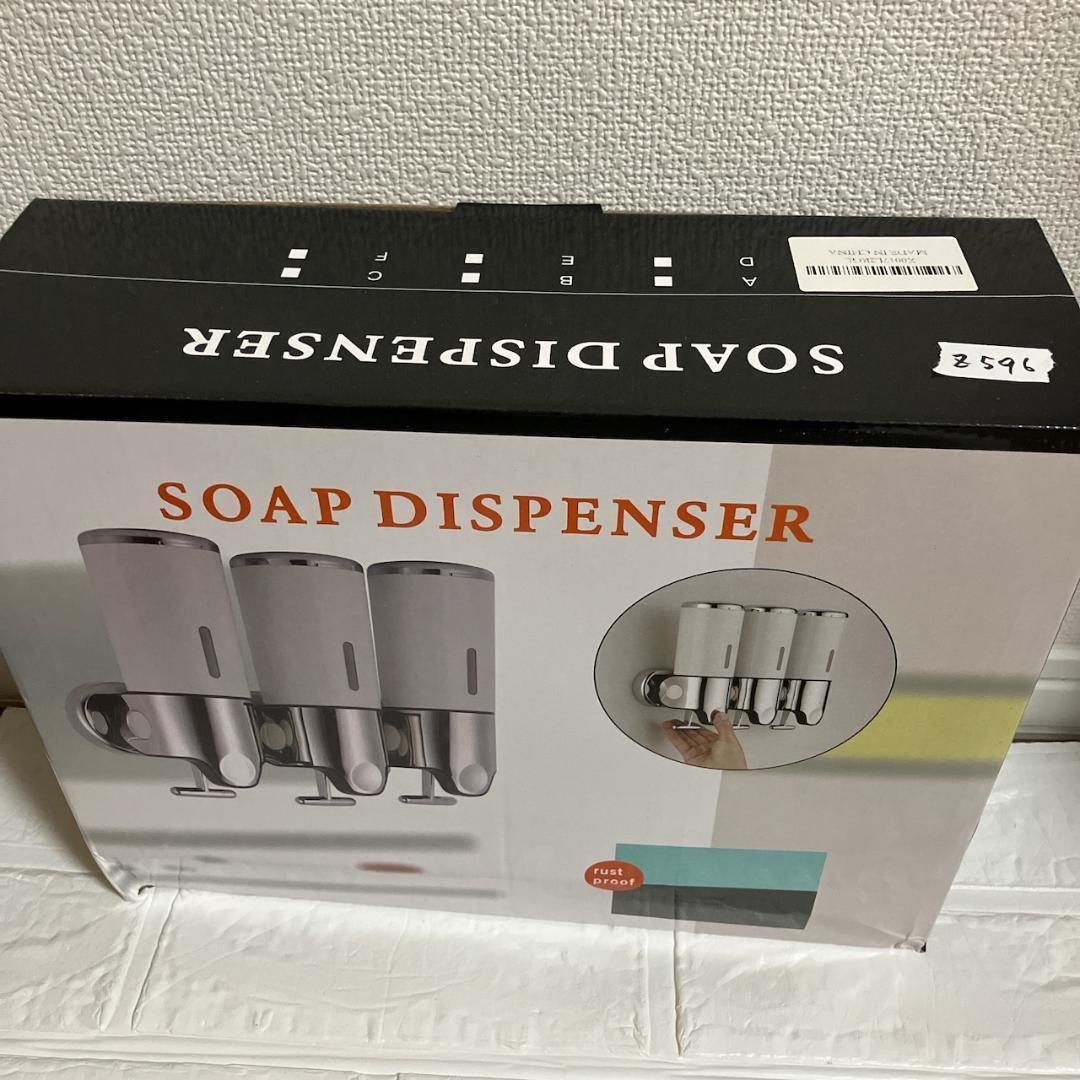 SOAP DISPENSER
rust
proof
SOAP DISPENSER
Z596
A
B
C
D
E
F
MADE IN CHINA